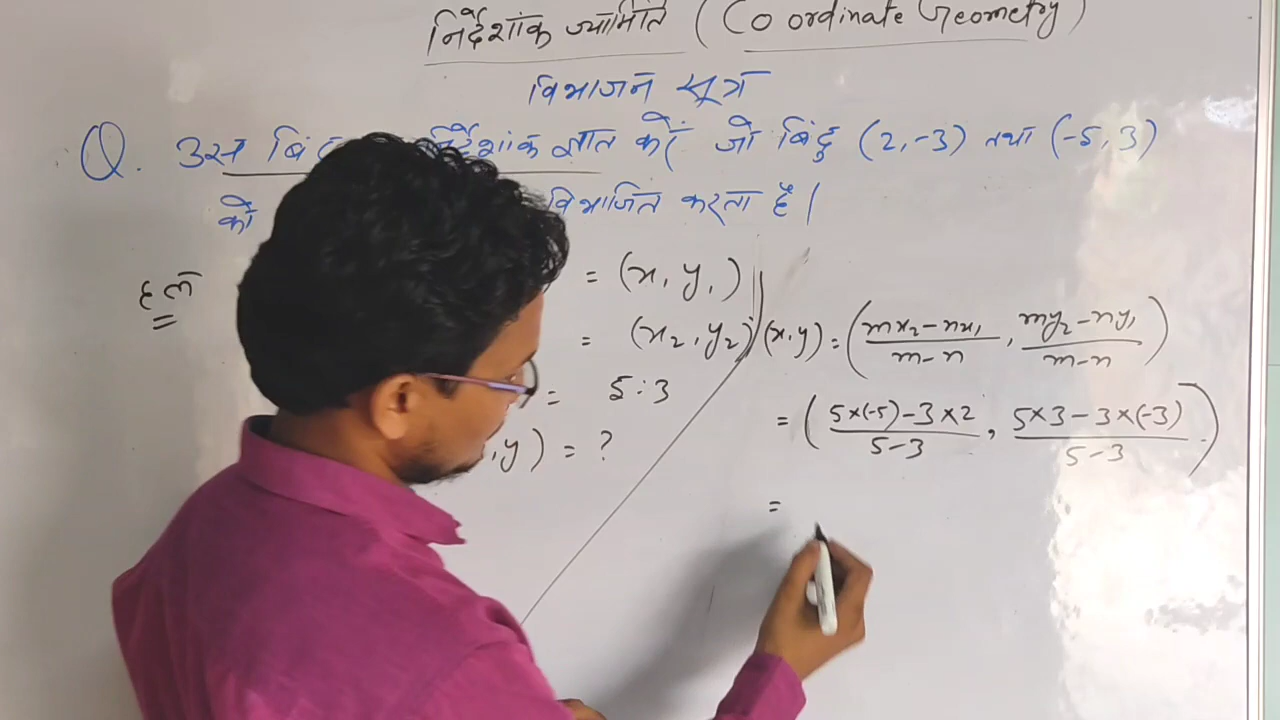 निर्देशांक ज्यामिति (Coordinate Geometry)
विभाजन सूत्र
Q. उस निर्देशांक ज्ञात करें जो बिंदु (2,-3) तथा (-5,3)
को विभाजित करता है।
हल = (x₁ y₁)
= (x₂, y₂)
= 5:3
,y) = ?
(x,y) = (mx₂-nx₁/m-n, my₂-ny₁/m-n)
= (5×(-5)-3×2/5-3, 5×3-3×(-3)/5-3)
=